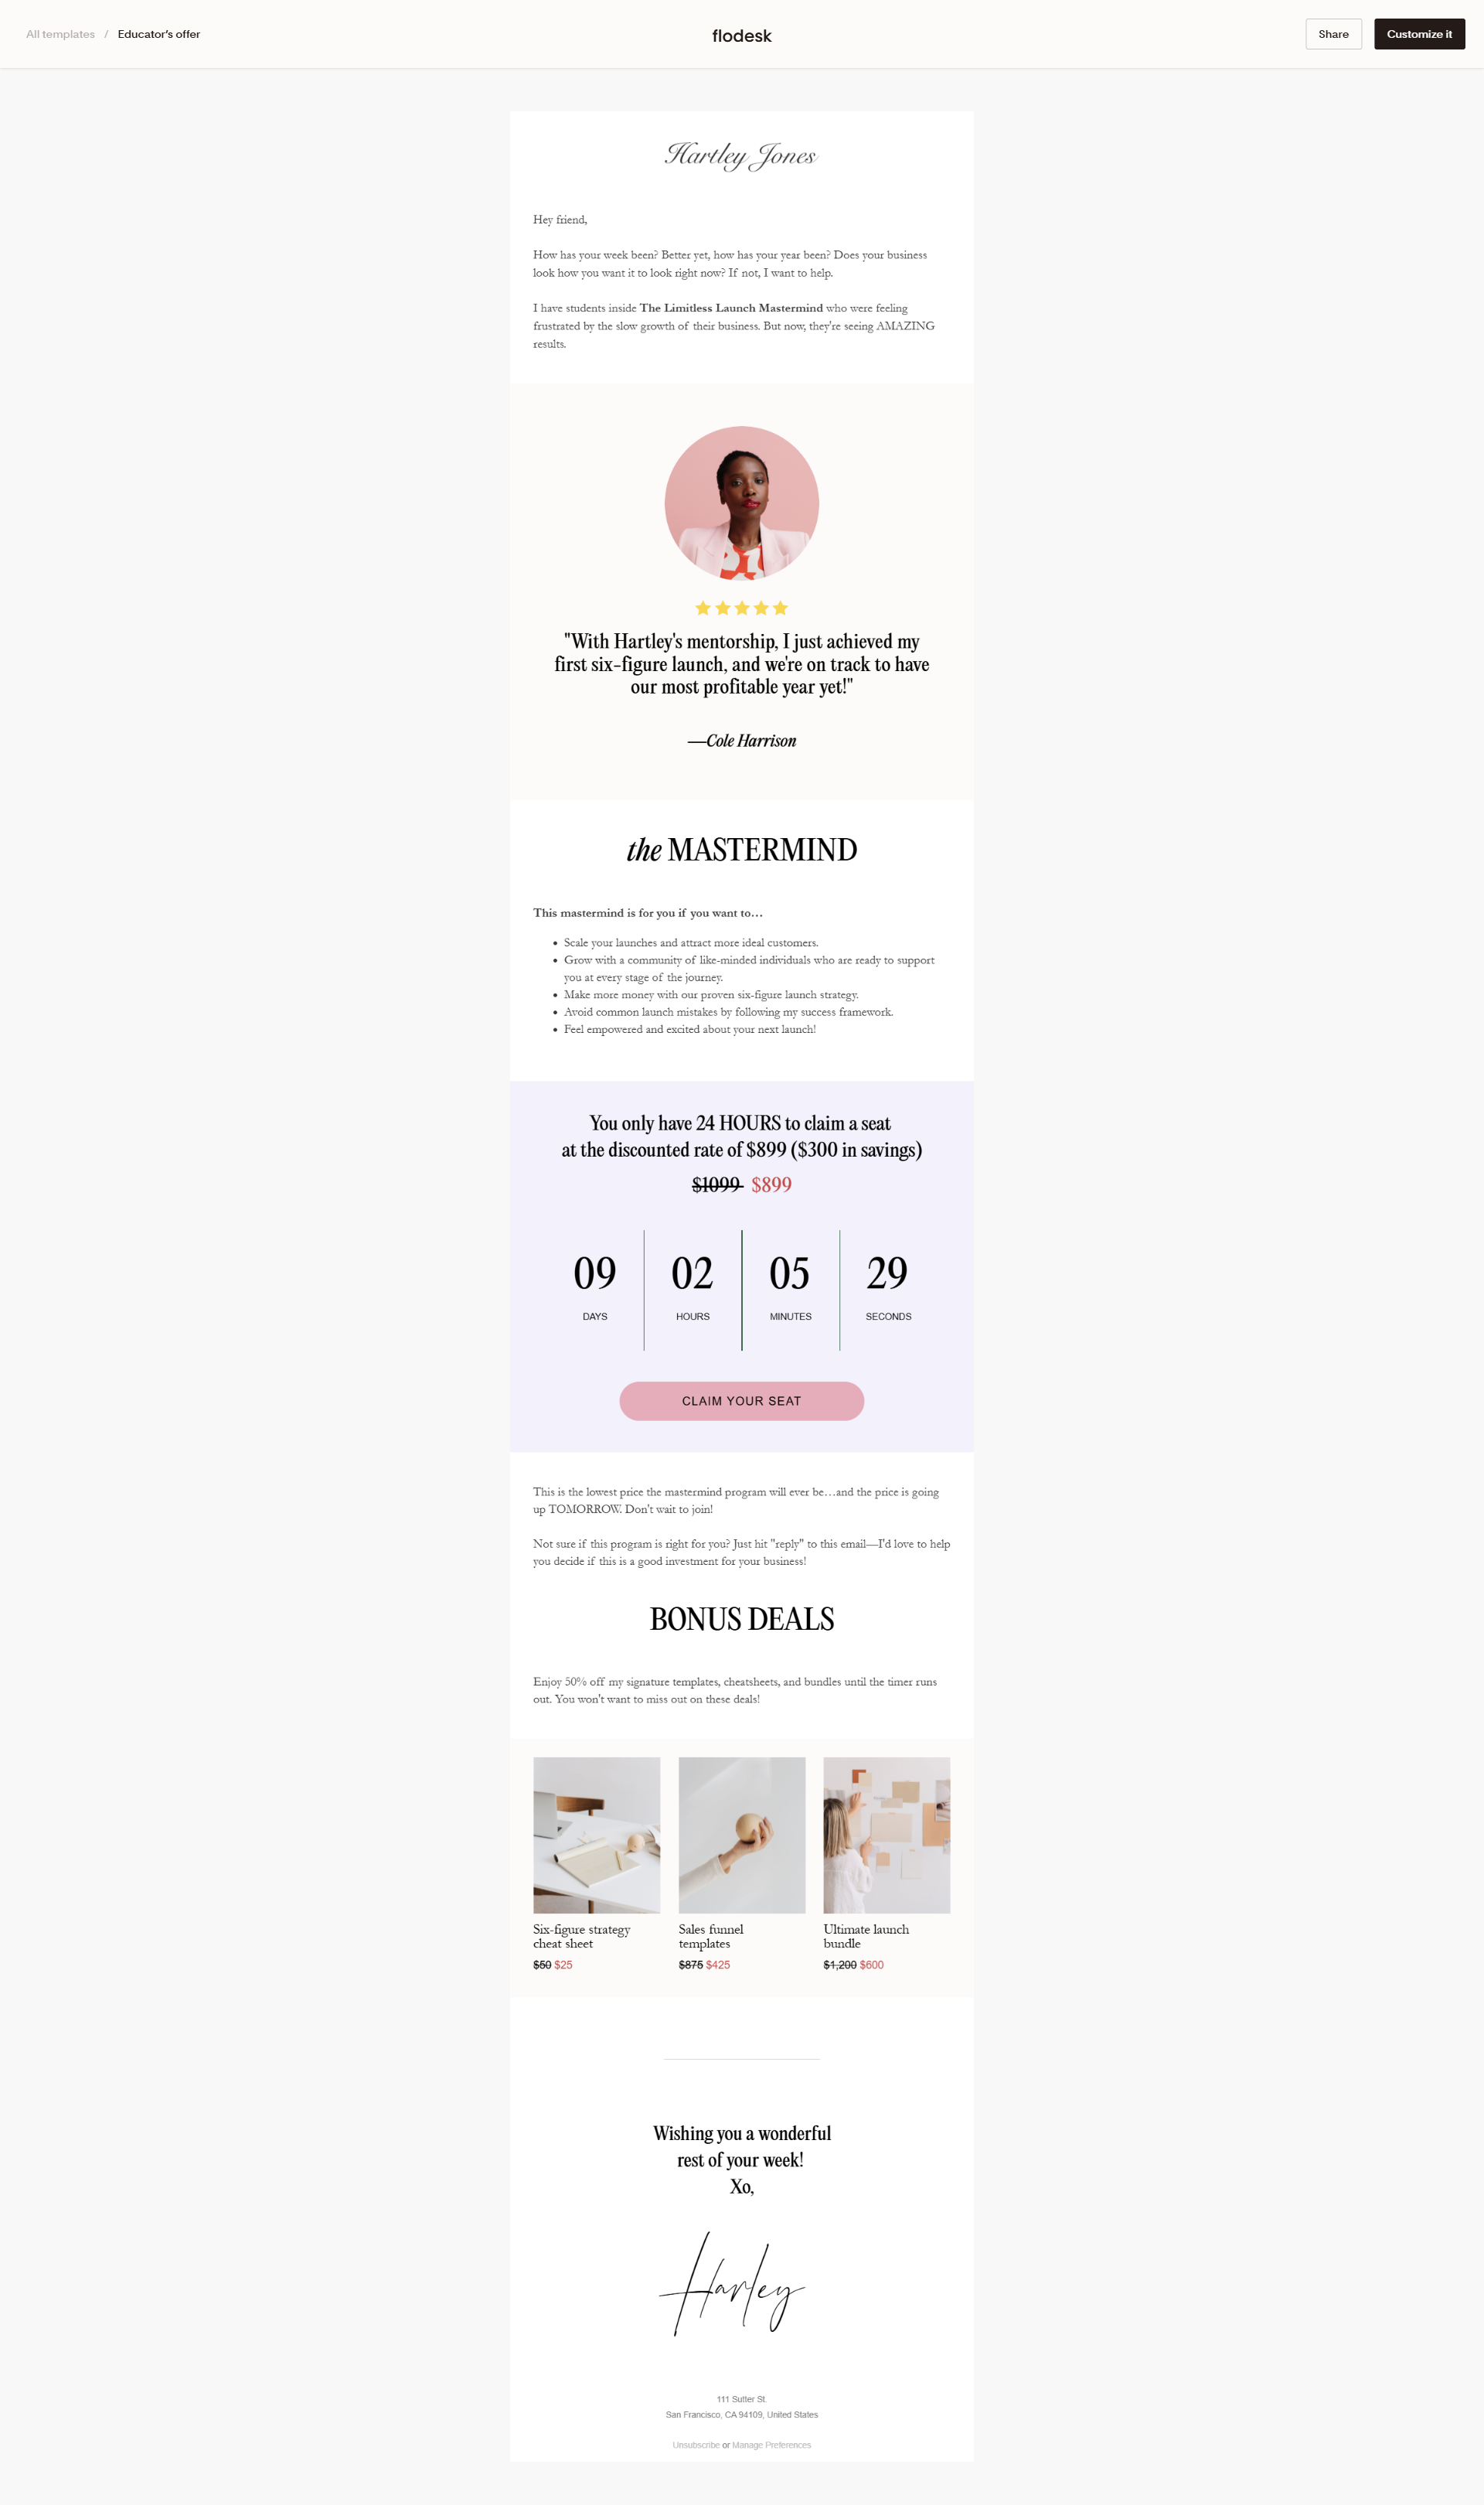 All templates / Educator's offer
flodesk
Share
Customize it
Hartley Jones
Hey friend,
How has your week been? Better yet, how has your year been? Does your business
look how you want it to look right now? If not, I want to help.
I have students inside The Limitless Launch Mastermind who were feeling
frustrated by the slow growth of their business. But now, they're seeing AMAZING
results.
"With Hartley's mentorship, I just achieved my
first six-figure launch, and we're on track to have
our most profitable year yet!"
—Cole Harrison
the MASTERMIND
This mastermind is for you if you want to…
• Scale your launches and attract more ideal customers.
• Grow with a community of like-minded individuals who are ready to support
you at every stage of the journey.
• Make more money with our proven six-figure launch strategy.
• Avoid common launch mistakes by following my success framework.
• Feel empowered and excited about your next launch!
You only have 24 HOURS to claim a seat
at the discounted rate of $899 ($300 in savings)
$1099 $899
09 02 05 29
DAYS HOURS MINUTES SECONDS
CLAIM YOUR SEAT
This is the lowest price the mastermind program will ever be…and the price is going
up TOMORROW. Don't wait to join!
Not sure if this program is right for you? Just hit "reply" to this email—I'd love to help
you decide if this is a good investment for your business!
BONUS DEALS
Enjoy 50% off my signature templates, cheatsheets, and bundles until the timer runs
out. You won't want to miss out on these deals!
Six-figure strategy
cheat sheet
$50 $25
Sales funnel
templates
$875 $425
Ultimate launch
bundle
$1,200 $600
Wishing you a wonderful
rest of your week!
Xo,
Harley
111 Sutter St.
San Francisco, CA 94109, United States
Unsubscribe or Manage Preferences